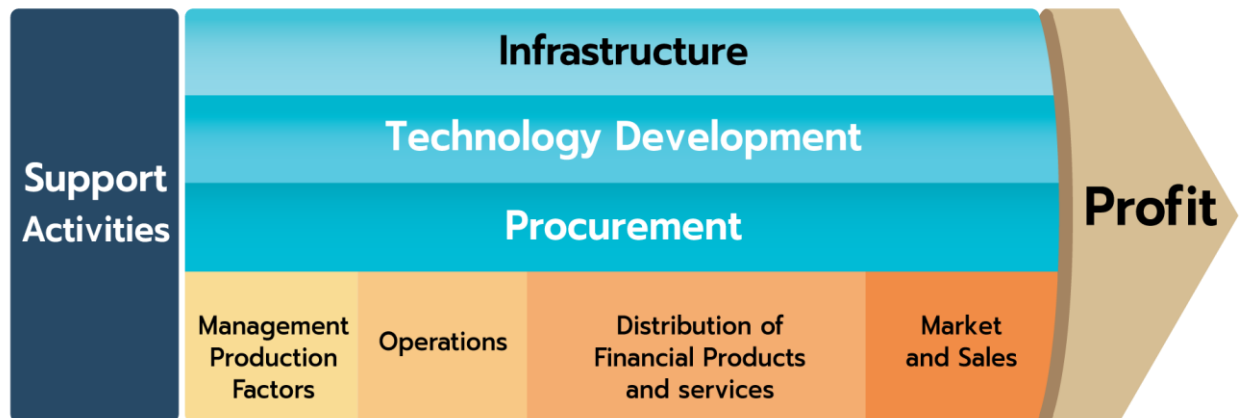 Infrastructure
Technology Development
Procurement
Support
Activities
Profit
Management
Production
Factors
Operations
Distribution of
Financial Products
and services
Market
and Sales